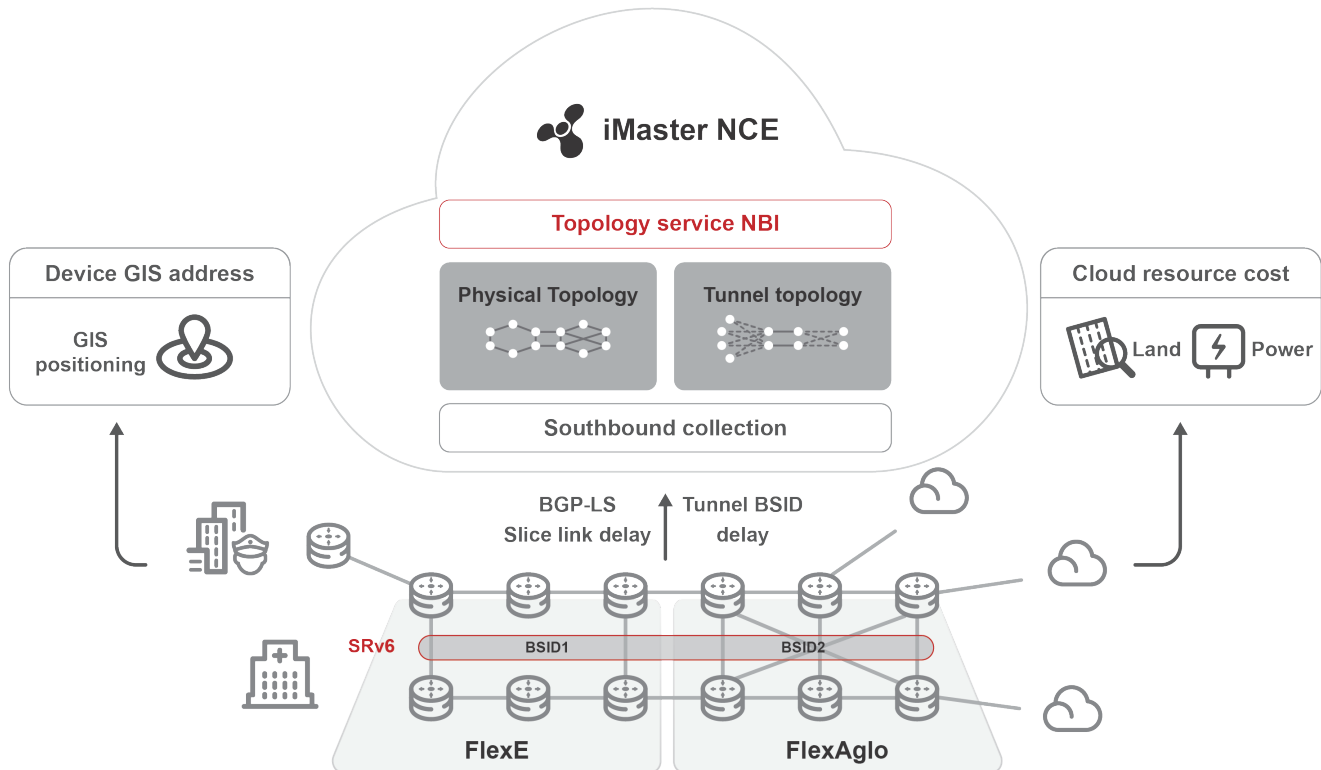 iMaster NCE
Topology service NBI
Device GIS address
GIS
positioning
Physical Topology
Tunnel topology
Cloud resource cost
Land
Power
Southbound collection
BGP-LS
Slice link delay
Tunnel BSID
delay
SRv6
BSID1
BSID2
FlexE
FlexAglo